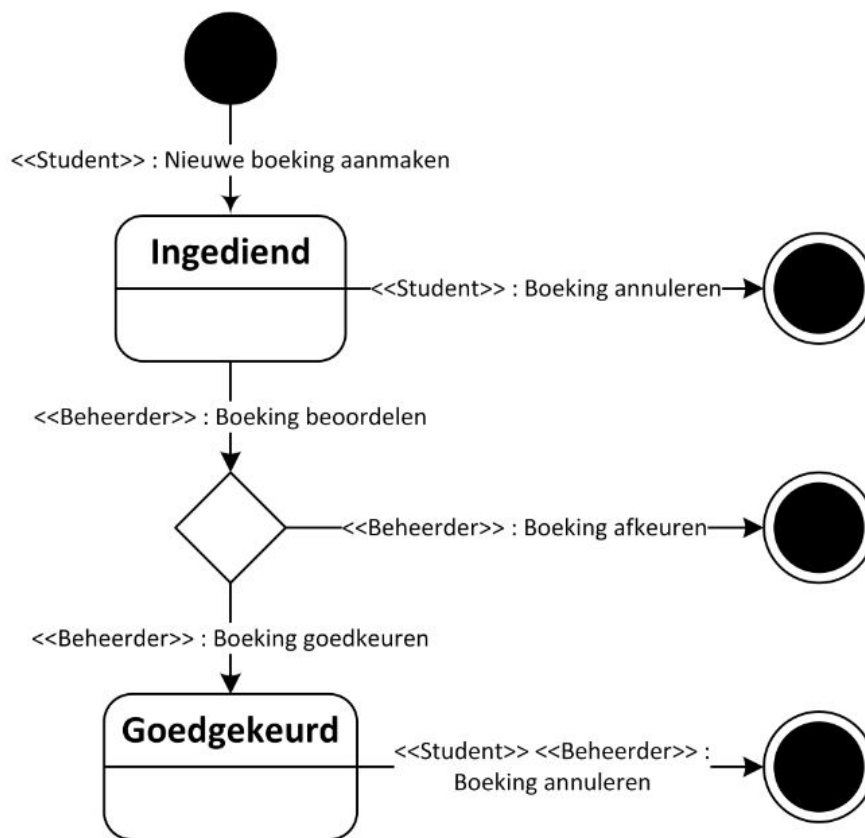 <<Student>> : Nieuwe boeking aanmaken
Ingediend
<<Student>> : Boeking annuleren
<<Beheerder>> : Boeking beoordelen
<<Beheerder>> : Boeking afkeuren
<<Beheerder>> : Boeking goedkeuren
Goedgekeurd
<<Student>> <<Beheerder>> :
Boeking annuleren